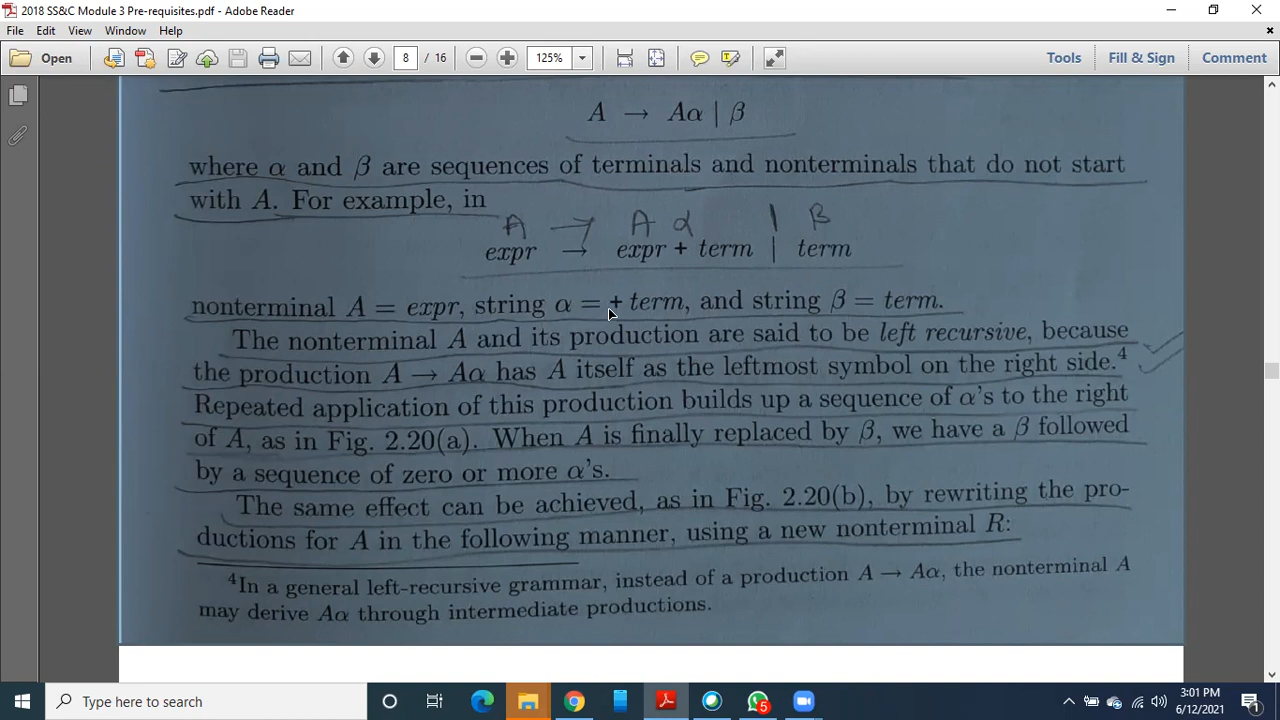 2018 SS&C Module 3 Pre-requisites.pdf - Adobe Reader
File Edit View Window Help
Open 8 / 16 125% Tools Fill & Sign Comment
A → Aα | β
where α and β are sequences of terminals and nonterminals that do not start
with A. For example, in
A → A α | β
expr → expr + term | term
nonterminal A = expr, string α = + term, and string β = term.
The nonterminal A and its production are said to be left recursive, because
the production A → Aα has A itself as the leftmost symbol on the right side.4
Repeated application of this production builds up a sequence of α's to the right
of A, as in Fig. 2.20(a). When A is finally replaced by β, we have a β followed
by a sequence of zero or more α's.
The same effect can be achieved, as in Fig. 2.20(b), by rewriting the pro-
ductions for A in the following manner, using a new nonterminal R:
4In a general left-recursive grammar, instead of a production A → Aα, the nonterminal A
may derive Aα through intermediate productions.
Type here to search 5 3:01 PM
6/12/2021